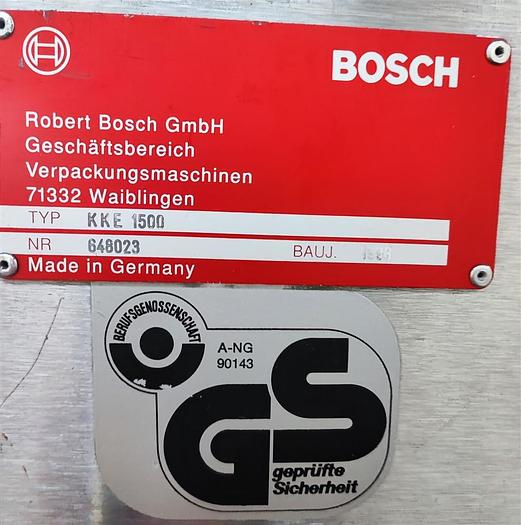 BOSCH
Robert Bosch GmbH
Geschäftsbereich
Verpackungsmaschinen
71332 Waiblingen
TYP KKE 1500
NR 648023 BAUJ.
Made in Germany
BERUFSGENOSSENSCHAFT
A-NG
90143
GS
geprüfte
Sicherheit